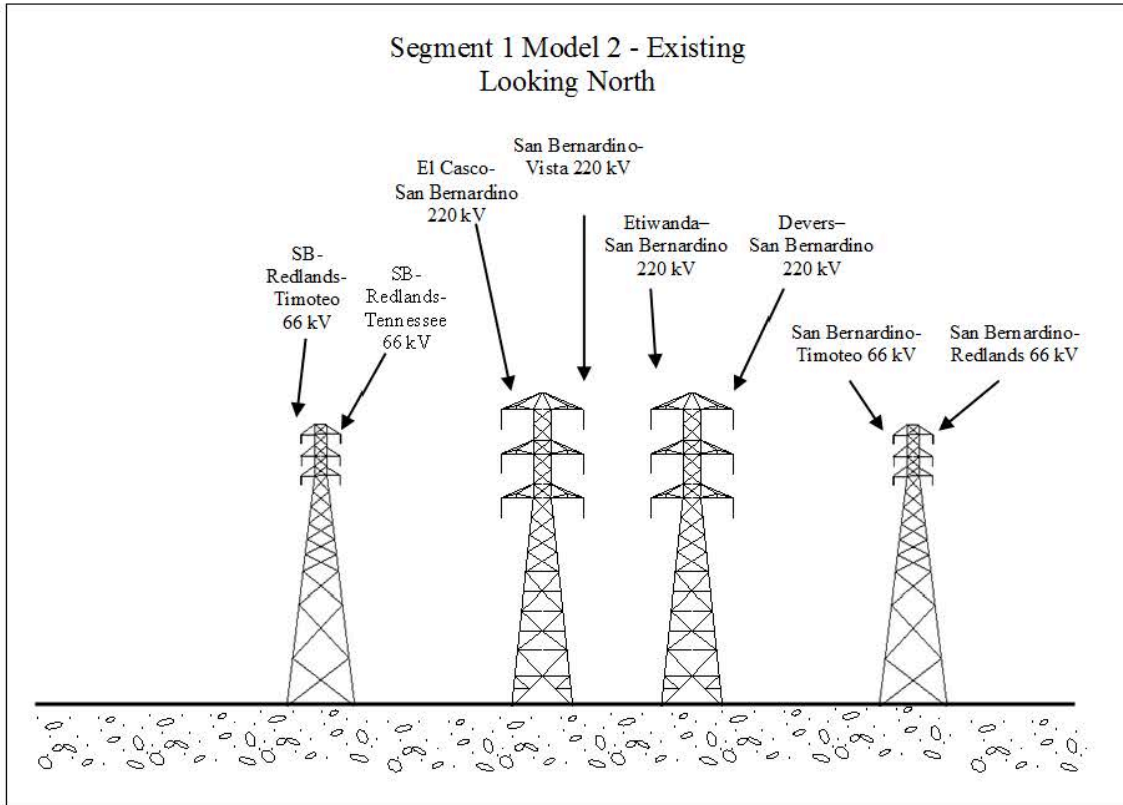 Segment 1 Model 2 - Existing
Looking North
SB-
Redlands-
Timoteo
66 kV
SB-
Redlands-
Tennessee
66 kV
El Casco-
San Bernardino
220 kV
San Bernardino-
Vista 220 kV
Etiwanda–
San Bernardino
220 kV
Devers–
San Bernardino
220 kV
San Bernardino-
Timoteo 66 kV
San Bernardino-
Redlands 66 kV